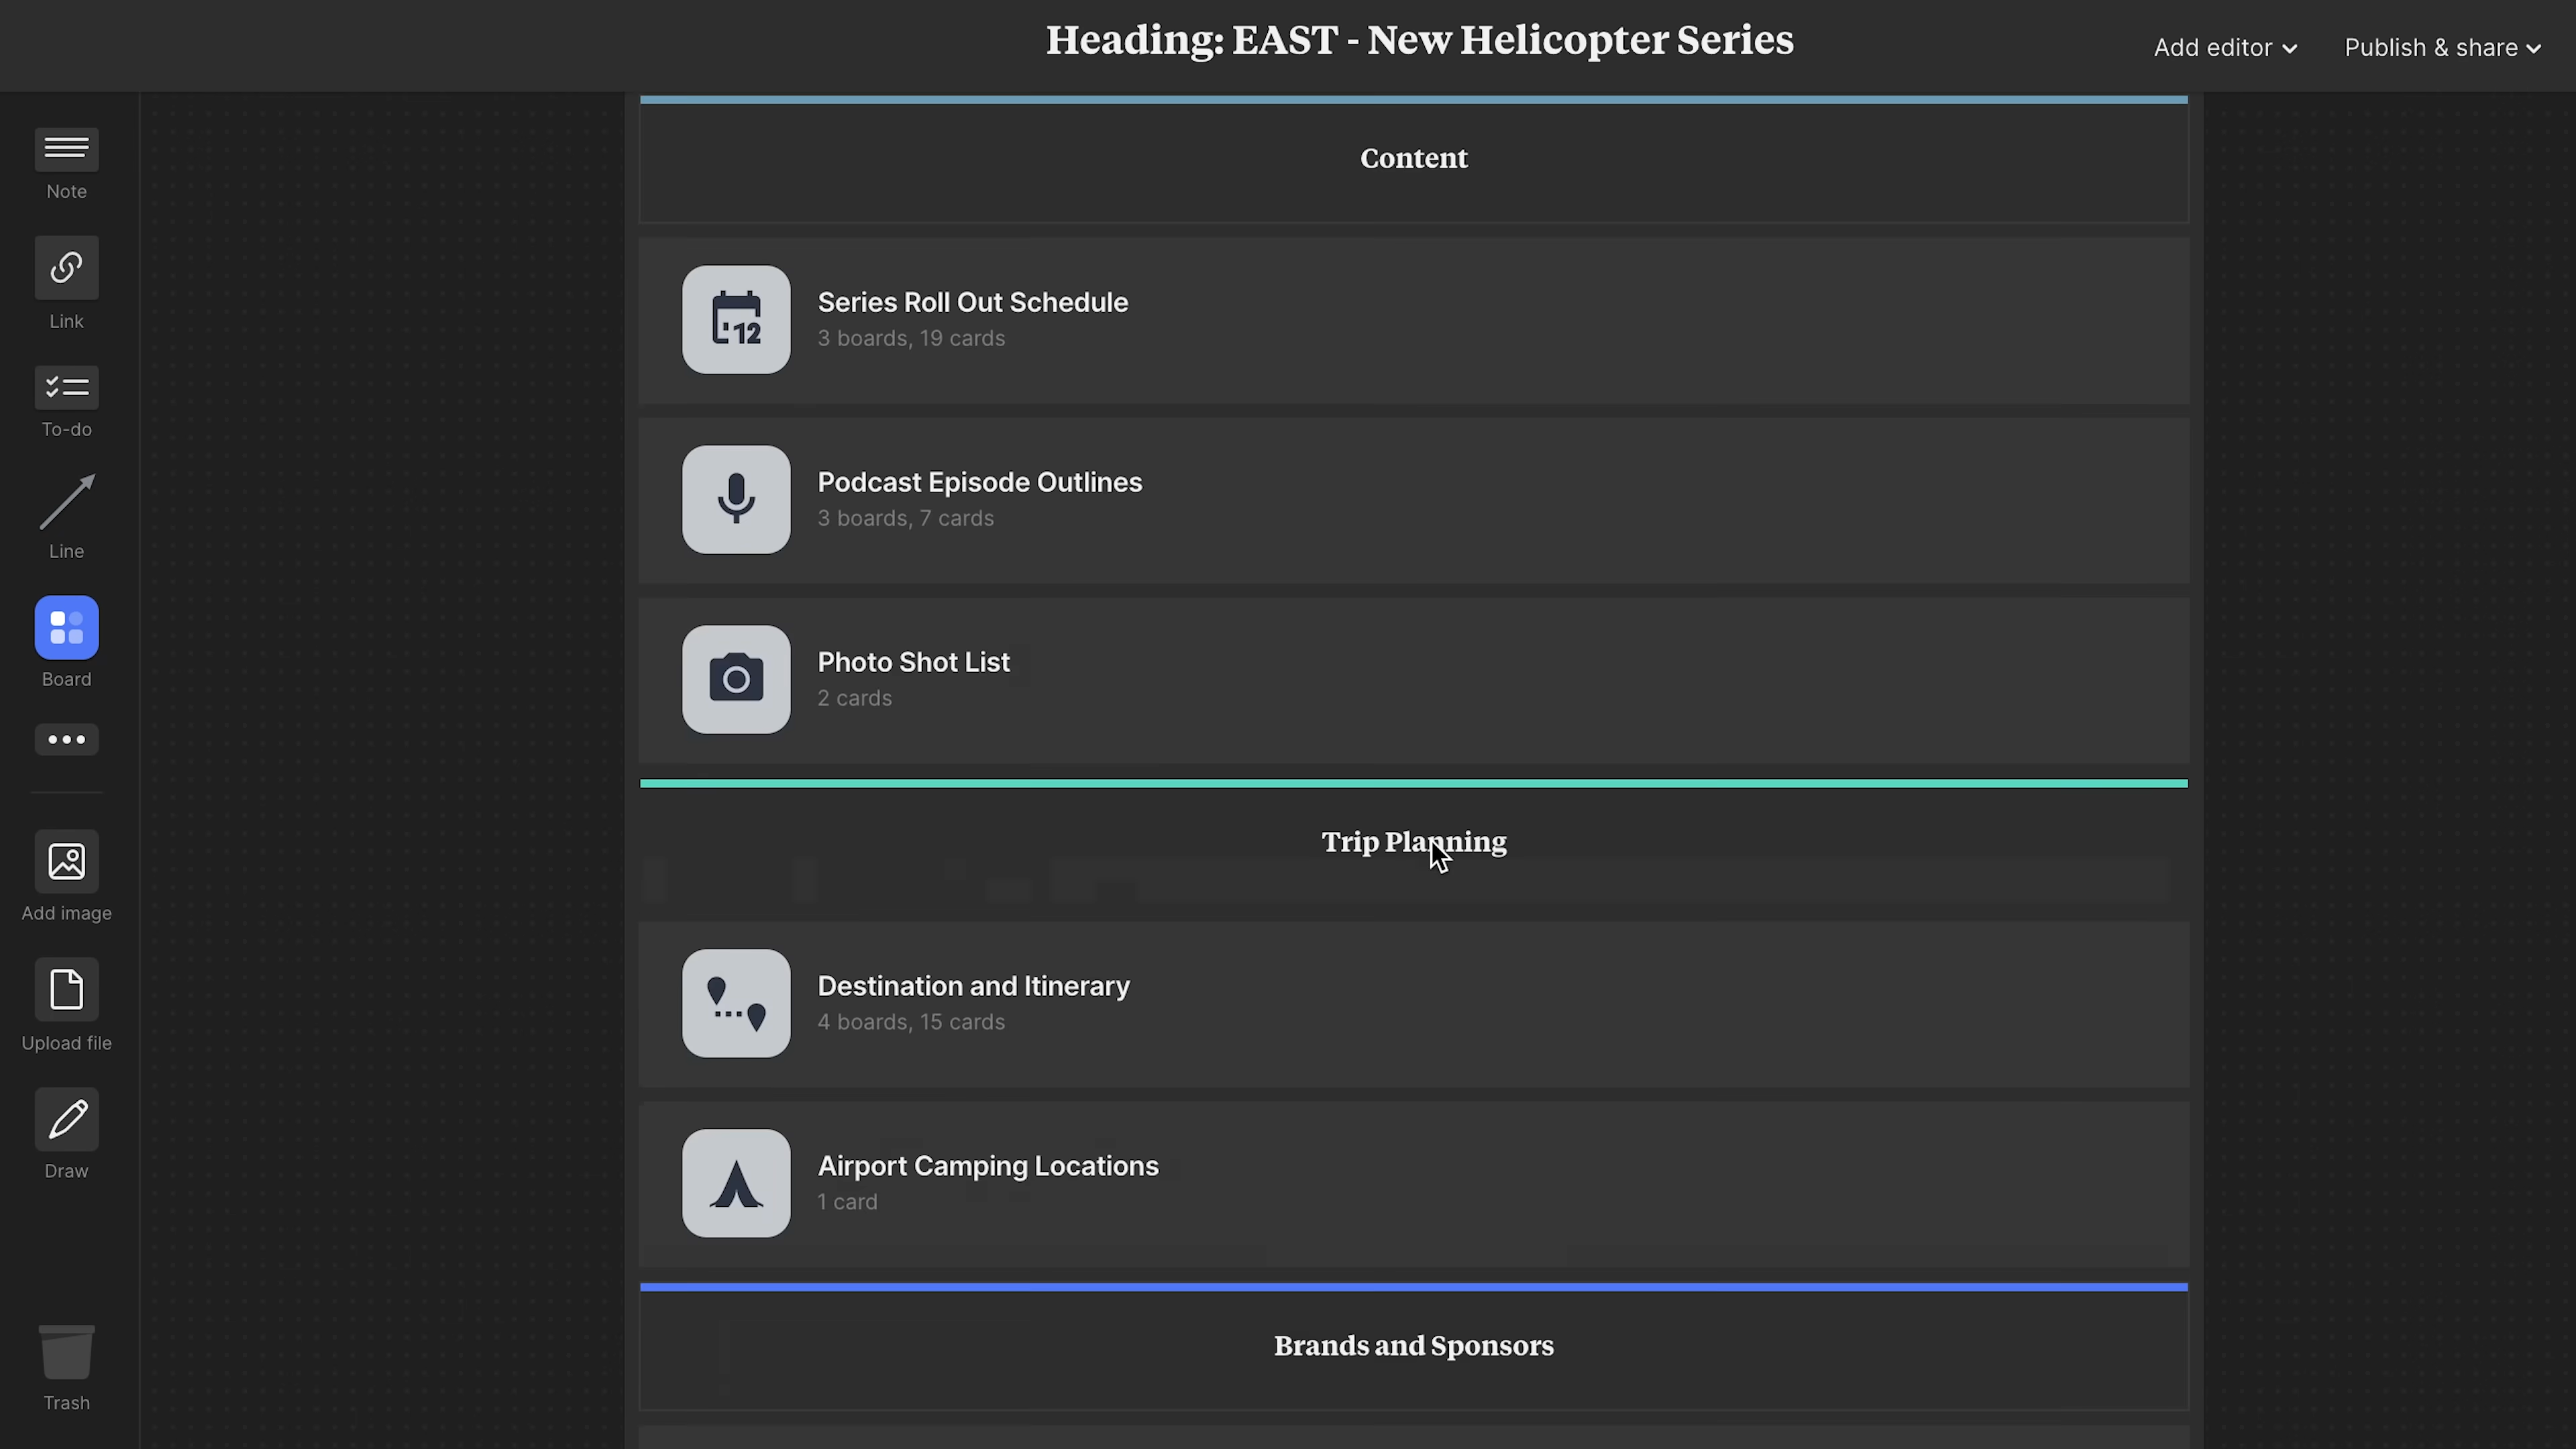 Heading: EAST - New Helicopter Series
Add editor
Publish & share
Note
Link
To-do
Line
Board
Add image
Upload file
Draw
Trash
Content
12
Series Roll Out Schedule
3 boards, 19 cards
Podcast Episode Outlines
3 boards, 7 cards
Photo Shot List
2 cards
Trip Planning
Destination and Itinerary
4 boards, 15 cards
Airport Camping Locations
1 card
Brands and Sponsors